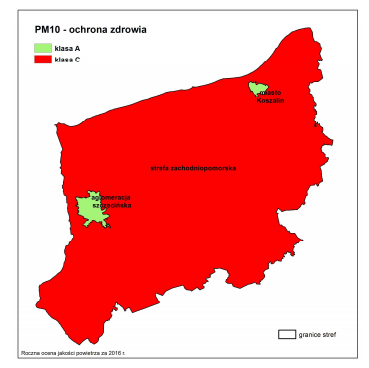 PM10 - ochrona zdrowia
klasa A
klasa C
miasto
Koszalin
strefa zachodniopomorska
aglomeracja
szczecińska
granice stref
Roczna ocena jakości powietrza za 2016 r.